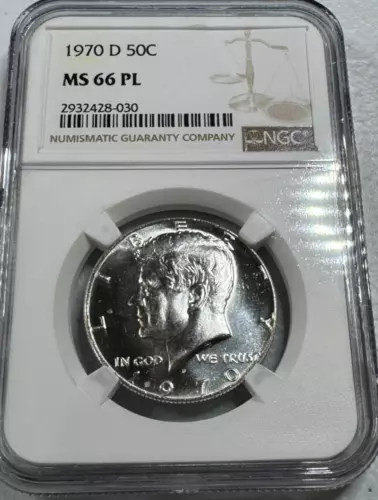 1970 D 50C
MS 66 PL
2932428-030
NUMISMATIC GUARANTY COMPANY
NGC
LIBERTY
IN GOD WE TRUST
1970